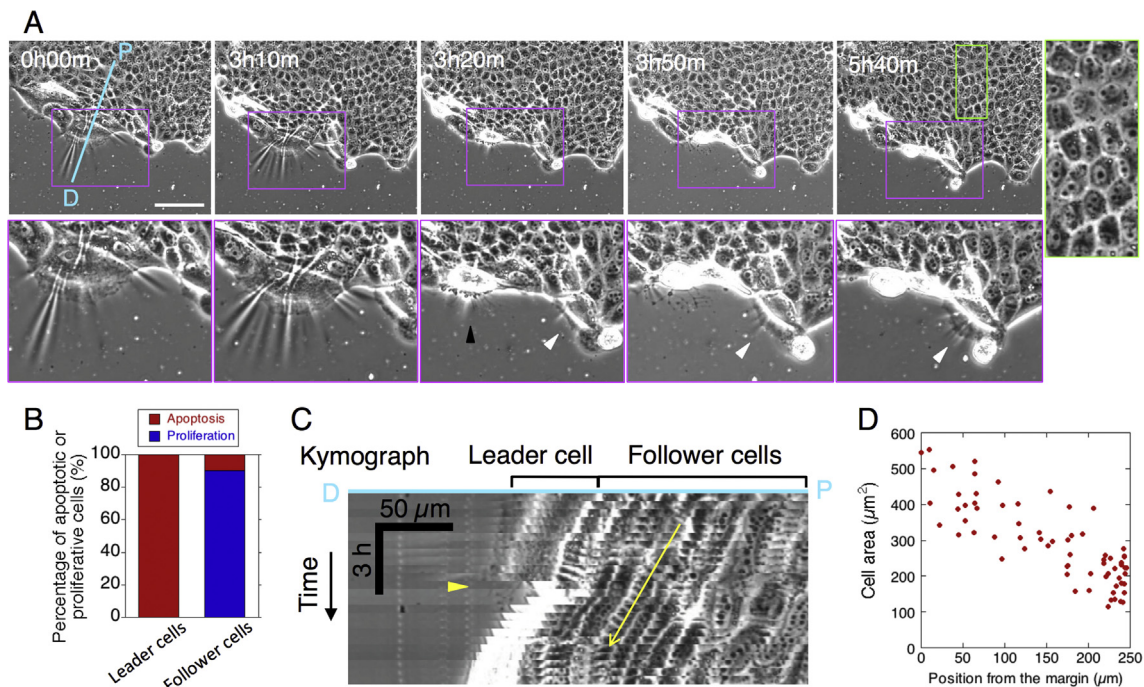 A
0h00m
3h10m
3h20m
3h50m
5h40m
P
D
B
Apoptosis
Proliferation
Percentage of apoptotic or
proliferative cells (%)
100
80
60
40
20
0
Leader cells
Follower cells
C
Kymograph
Leader cell
Follower cells
D
P
50 µm
3 h
Time
D
Cell area (µm²)
600
500
400
300
200
100
0
0
50
100
150
200
250
Position from the margin (µm)